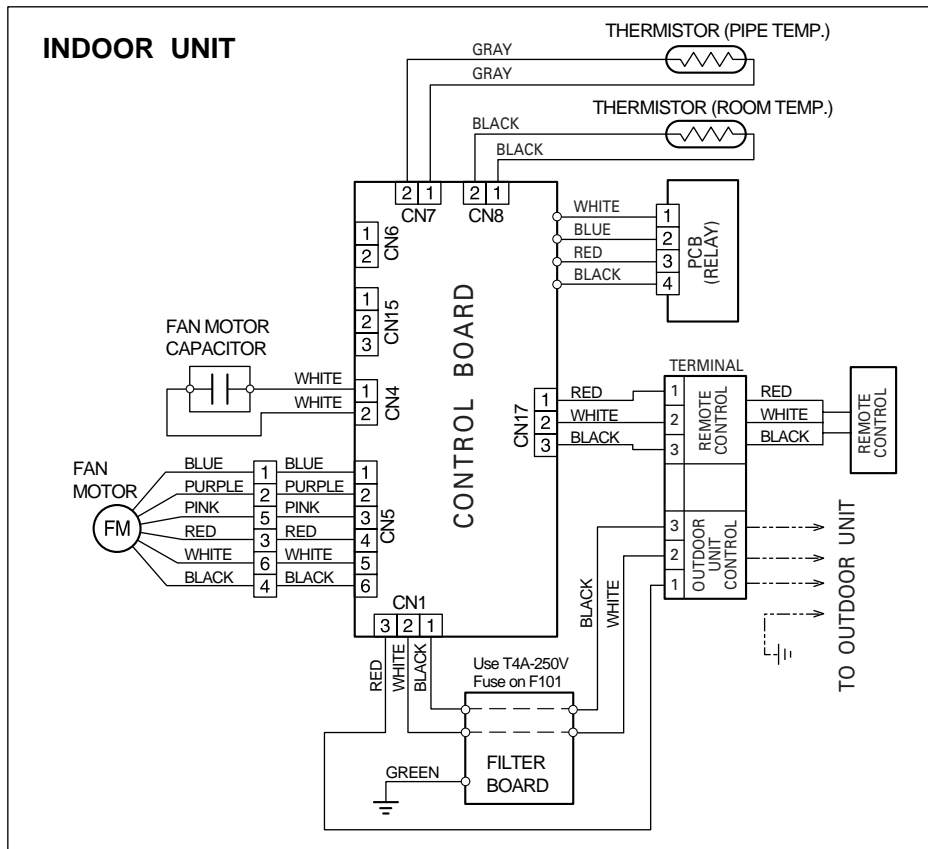 INDOOR UNIT
THERMISTOR (PIPE TEMP.)
GRAY
GRAY
THERMISTOR (ROOM TEMP.)
BLACK
BLACK
2 1
CN7
2 1
CN8
1
2
CN6
1
2
3
CN15
CONTROL BOARD
WHITE
BLUE
RED
BLACK
1
2
3
4
PCB
(RELAY)
FAN MOTOR
CAPACITOR
WHITE
WHITE
1
2
CN4
TERMINAL
RED
WHITE
BLACK
1
2
3
CN17
1
2
3
REMOTE
CONTROL
RED
WHITE
BLACK
REMOTE
CONTROL
FAN
MOTOR
FM
BLUE 1 BLUE 1
PURPLE 2 PURPLE 2
PINK 5 PINK 3
RED 3 RED 4
WHITE 6 WHITE 5
BLACK 4 BLACK 6
CN5
3
2
1
OUTDOOR
UNIT
CONTROL
TO OUTDOOR UNIT
BLACK
WHITE
CN1
3 2 1
RED
WHITE
BLACK
Use T4A-250V
Fuse on F101
FILTER
BOARD
GREEN